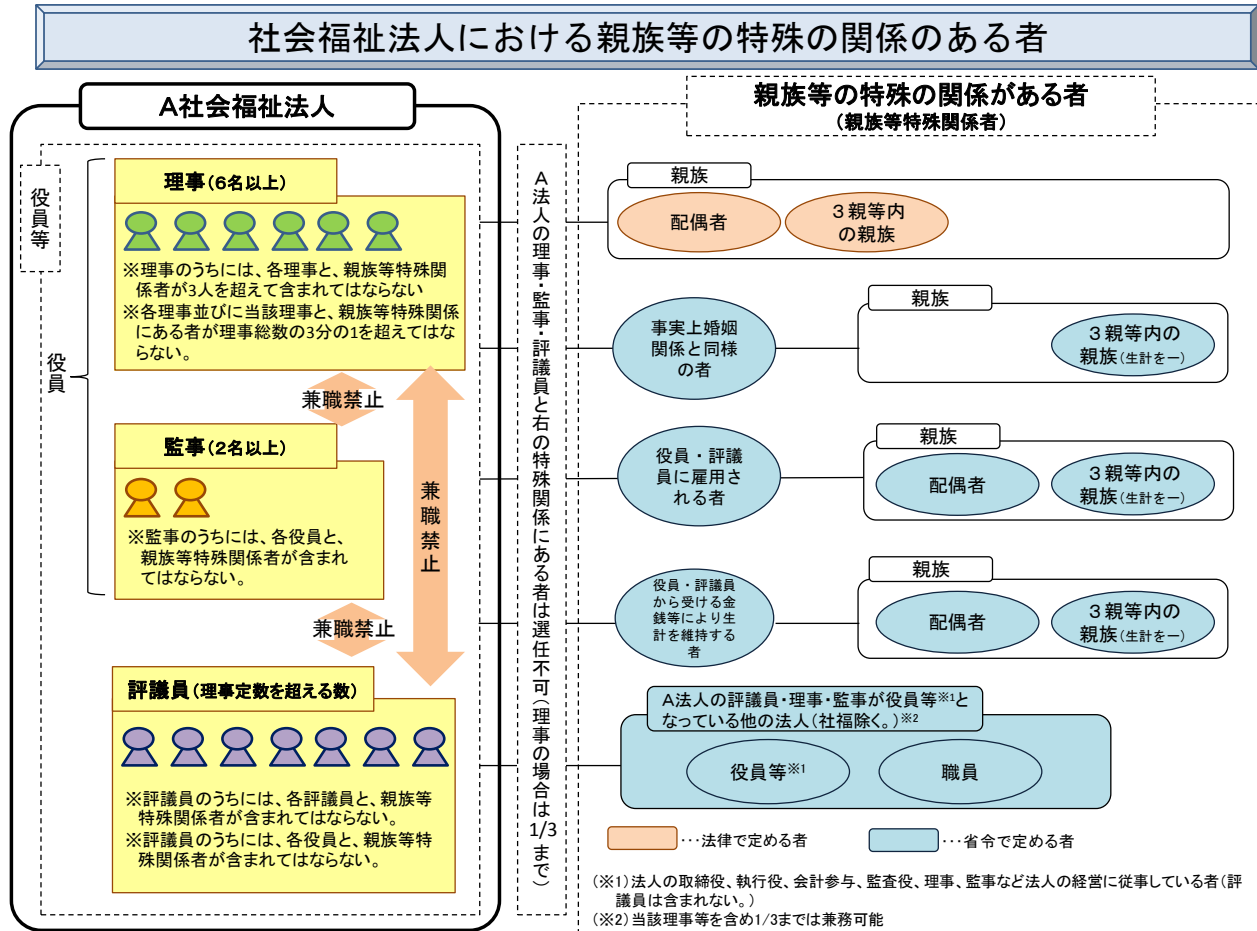 社会福祉法人における親族等の特殊の関係のある者
A社会福祉法人
役員等
役員
理事(6名以上)
※理事のうちには、各理事と、親族等特殊関
係者が3人を超えて含まれてはならない
※各理事並びに当該理事と、親族等特殊関係
にある者が理事総数の3分の1を超えてはな
らない。
兼職禁止
監事(2名以上)
※監事のうちには、各役員と、
親族等特殊関係者が含まれ
てはならない。
兼職禁止
兼職禁止
評議員(理事定数を超える数)
※評議員のうちには、各評議員と、親族等
特殊関係者が含まれてはならない。
※評議員のうちには、各役員と、親族等特
殊関係者が含まれてはならない。
A法人の理事・監事・評議員と右の特殊関係にある者は選任不可(理事の場合は1/3まで)
親族等の特殊の関係がある者
(親族等特殊関係者)
親族
配偶者
3親等内
の親族
事実上婚姻
関係と同様
の者
親族
3親等内の
親族(生計を一)
役員・評議
員に雇用さ
れる者
親族
配偶者
3親等内の
親族(生計を一)
役員・評議員
から受ける金
銭等により生
計を維持する
者
親族
配偶者
3親等内の
親族(生計を一)
A法人の評議員・理事・監事が役員等※1と
なっている他の法人(社福除く。)※2
役員等※1
職員
・・・法律で定める者
・・・省令で定める者
(※1)法人の取締役、執行役、会計参与、監査役、理事、監事など法人の経営に従事している者(評
議員は含まれない。)
(※2)当該理事等を含め1/3までは兼務可能